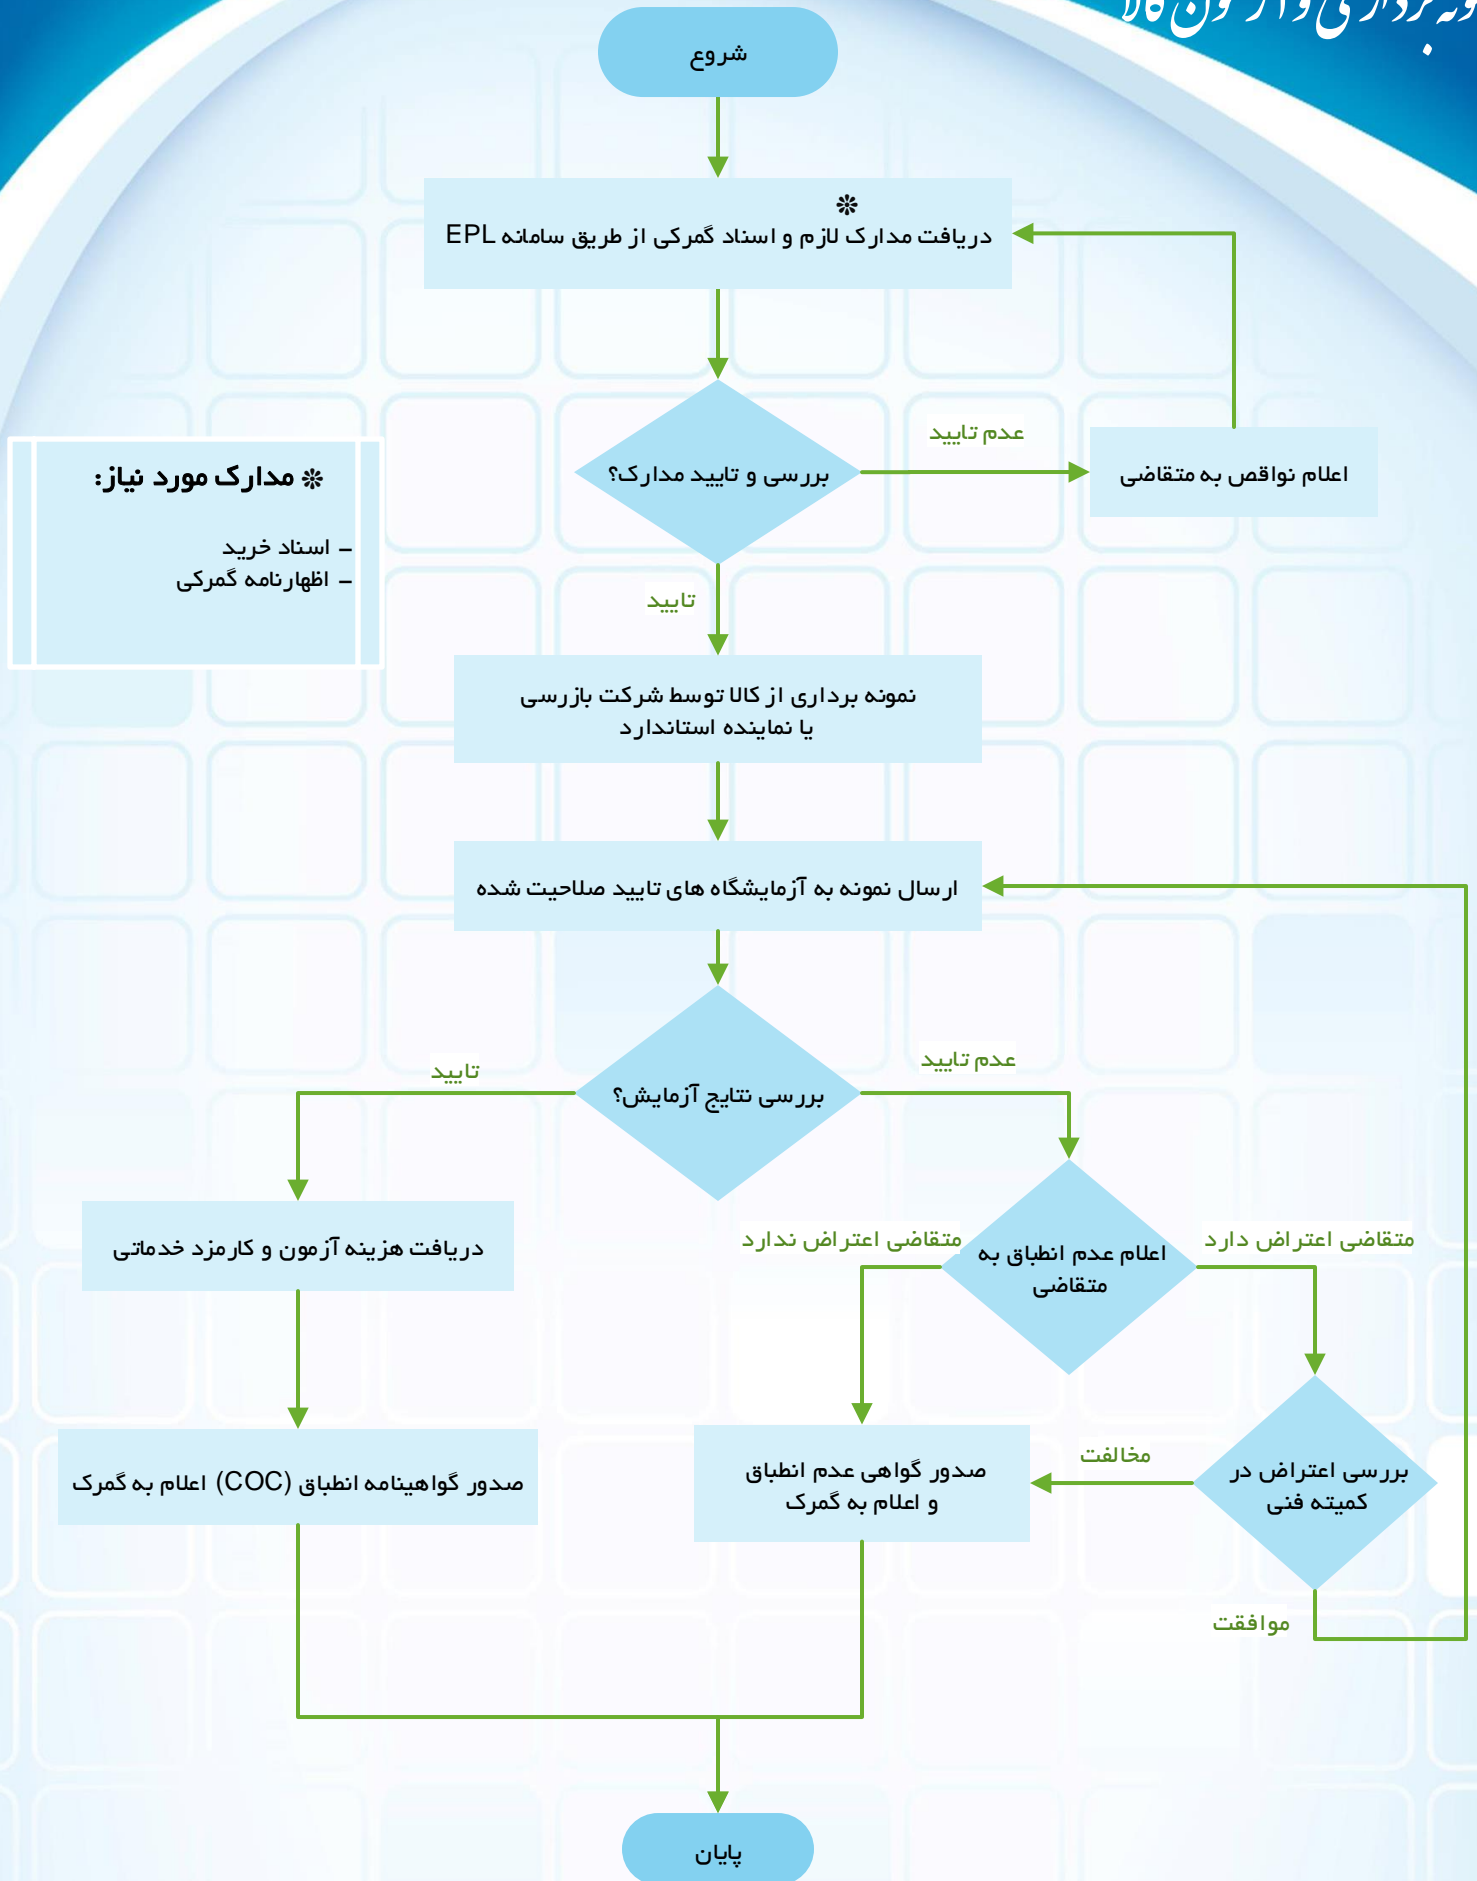 شروع
❊
دریافت مدارک لازم و اسناد گمرکی از طریق سامانه EPL
عدم تایید
بررسی و تایید مدارک؟
اعلام نواقص به متقاضی
❊ مدارک مورد نیاز:
– اسناد خرید
– اظهارنامه گمرکی
تایید
نمونه برداری از کالا توسط شرکت بازرسی
یا نماینده استاندارد
ارسال نمونه به آزمایشگاه های تایید صلاحیت شده
عدم تایید
تایید
بررسی نتایج آزمایش؟
متقاضی اعتراض دارد
متقاضی اعتراض ندارد
اعلام عدم انطباق به
متقاضی
دریافت هزینه آزمون و کارمزد خدماتی
مخالفت
بررسی اعتراض در
کمیته فنی
صدور گواهی عدم انطباق
و اعلام به گمرک
صدور گواهینامه انطباق (COC) اعلام به گمرک
موافقت
پایان